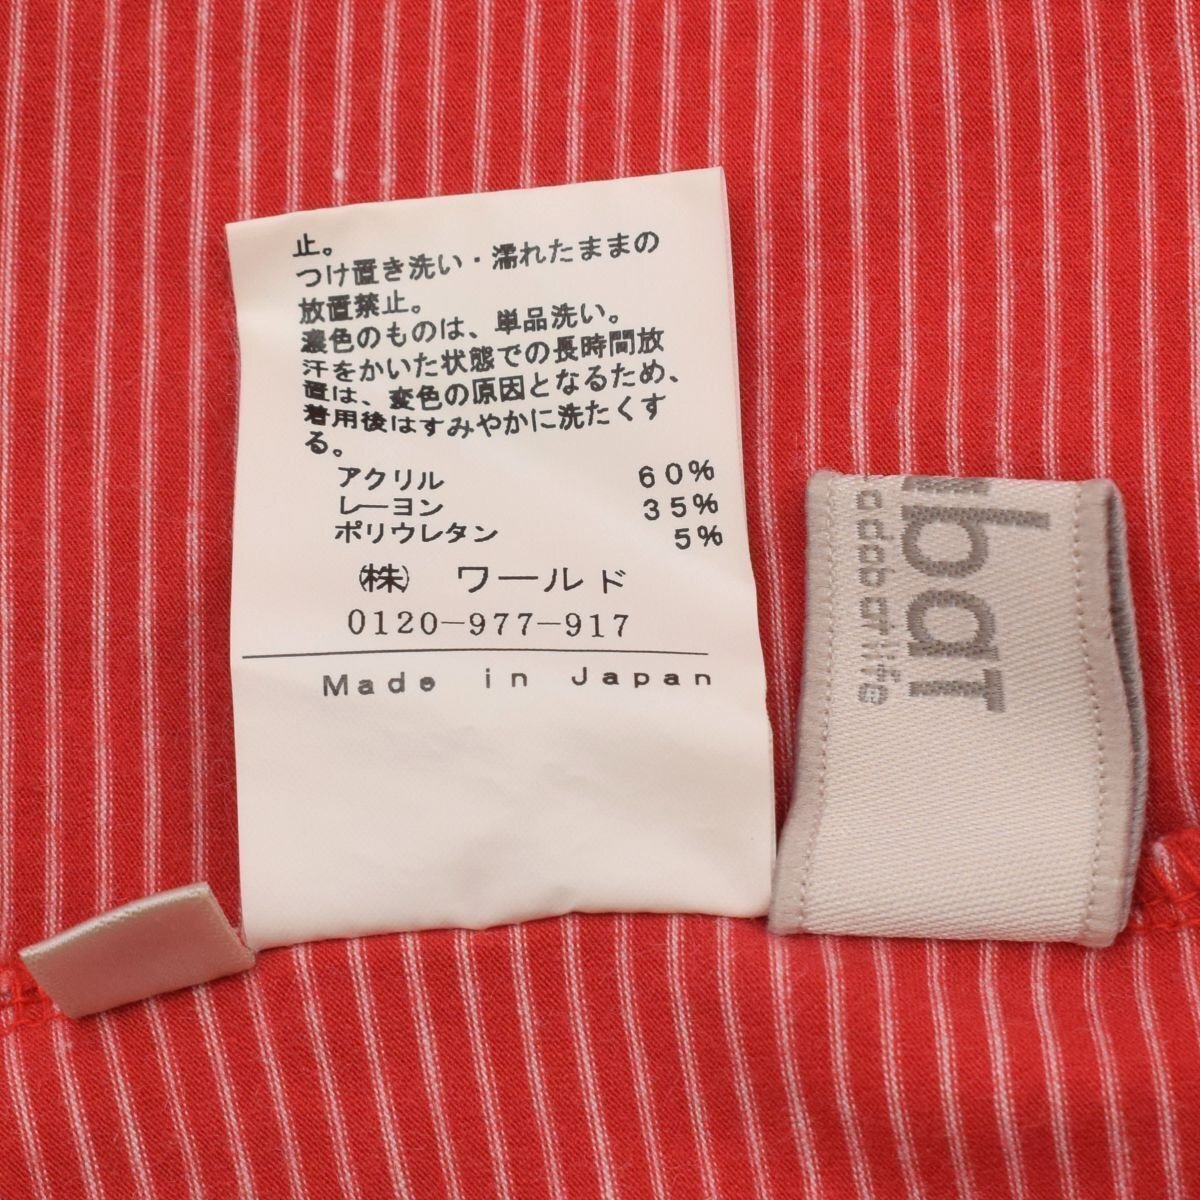 止。
つけ置き洗い・濡れたままの
放置禁止。
濃色のものは、単品洗い。
汗をかいた状態での長時間放
置は、変色の原因となるため、
着用後はすみやかに洗たくす
る。
アクリル 60%
レーヨン 35%
ポリウレタン 5%
㈱ ワールド
0120-977-917
Made in Japan
baT
adabat life